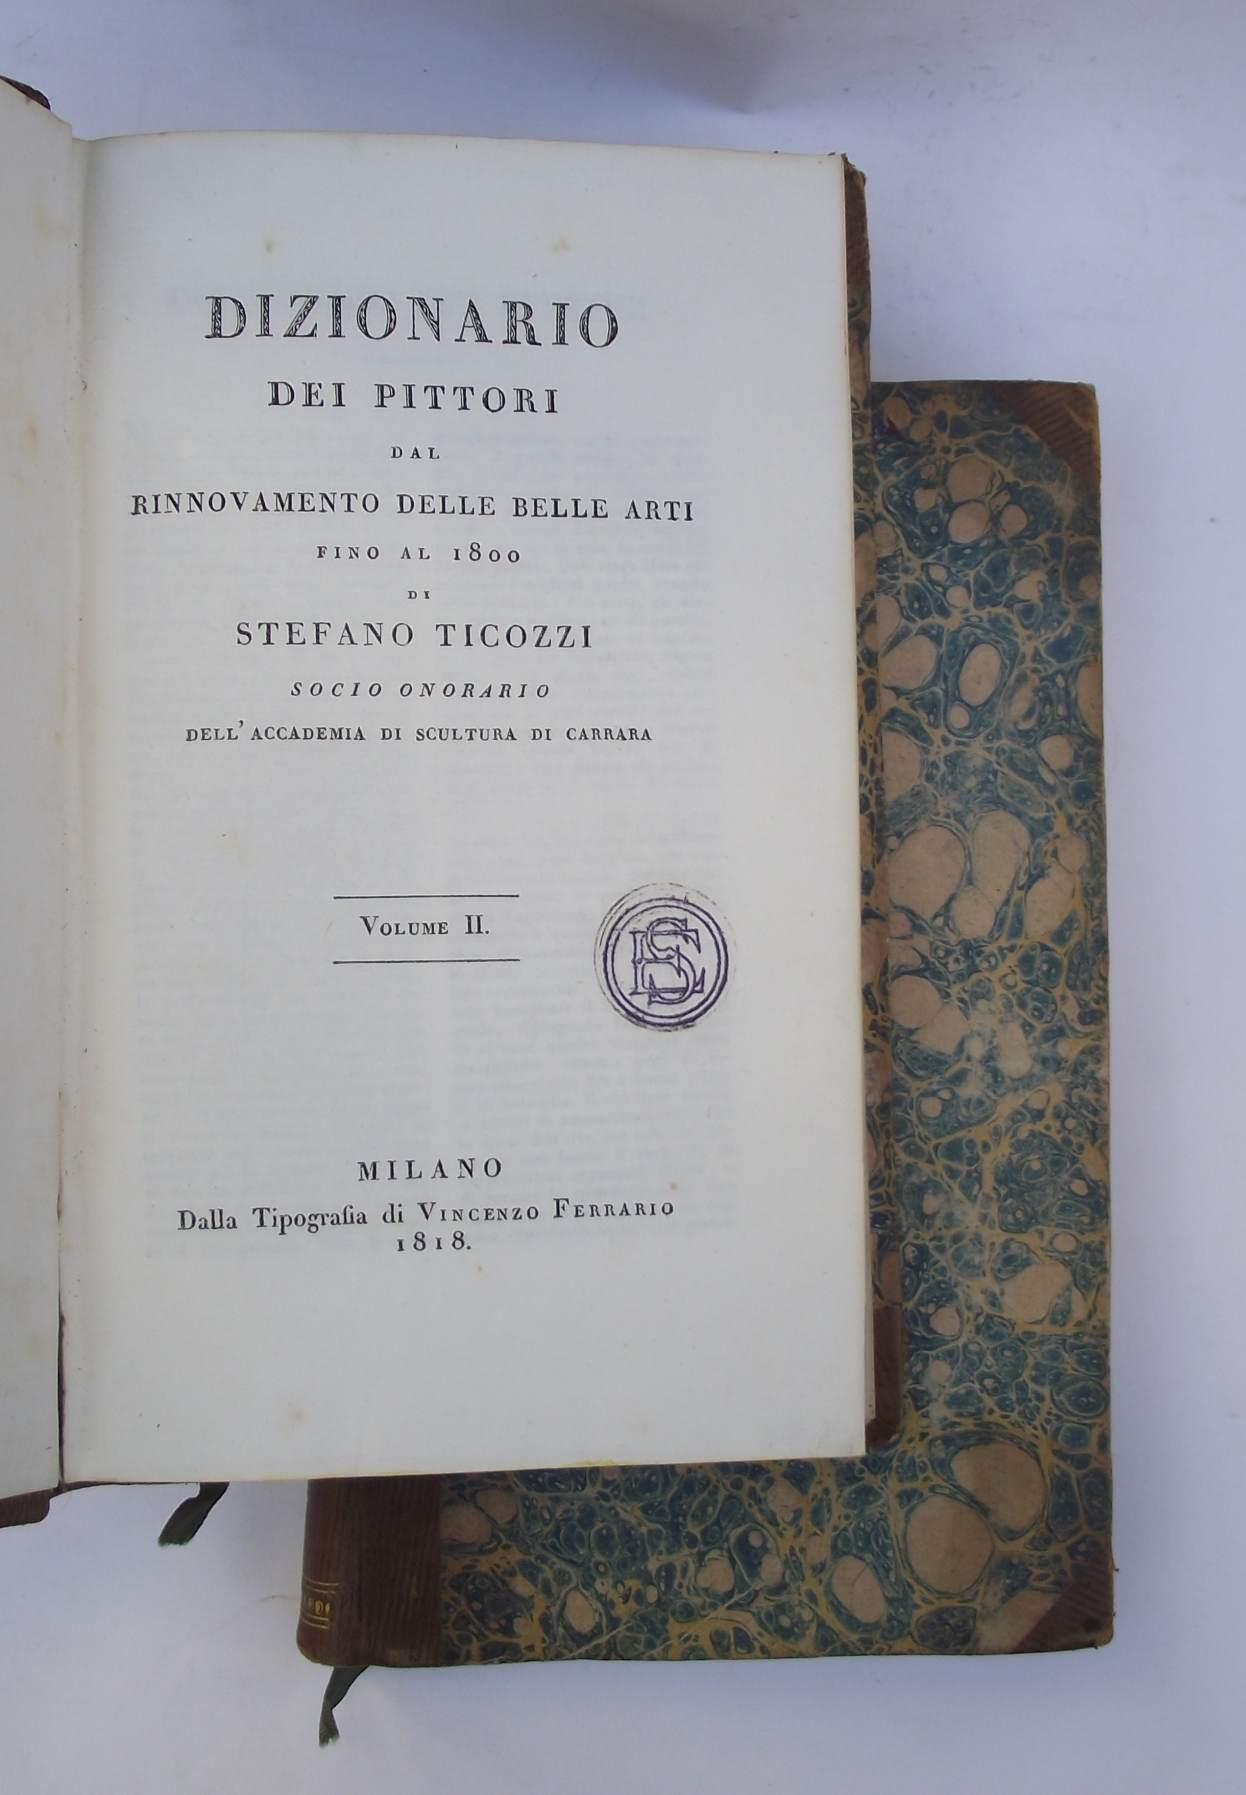 DIZIONARIO
DEI PITTORI
DAL
RINNOVAMENTO DELLE BELLE ARTI
FINO AL 1800
DI
STEFANO TICOZZI
SOCIO ONORARIO
DELL' ACCADEMIA DI SCULTURA DI CARRARA
VOLUME II.
MILANO
Dalla Tipografia di VINCENZO FERRARIO
1818.